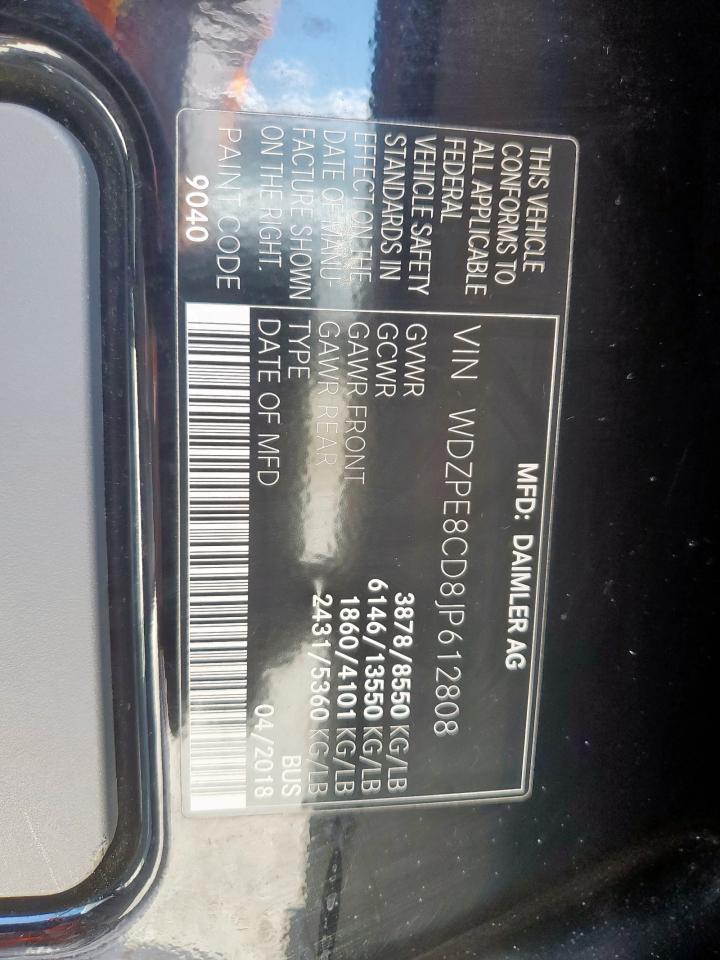 THIS VEHICLE
CONFORMS TO
ALL APPLICABLE
FEDERAL
VEHICLE SAFETY
STANDARDS IN
EFFECT ON THE
DATE OF MANU-
FACTURE SHOWN
ON THE RIGHT.
PAINT CODE
9040
MFD: DAIMLER AG
VIN WDZPE8CD8JP612808
GVWR 3878/8550 KG/LB
GCWR 6146/13550 KG/LB
GAWR FRONT 1860/4101 KG/LB
GAWR REAR 2431/5360 KG/LB
TYPE BUS
DATE OF MFD 04/2018